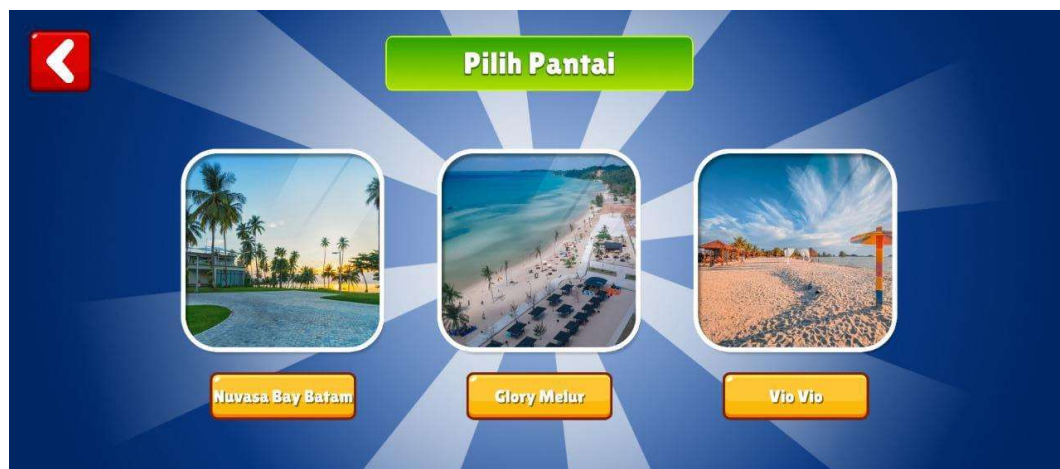 Pilih Pantai
Nuvasa Bay Batam
Glory Melur
Vio Vio